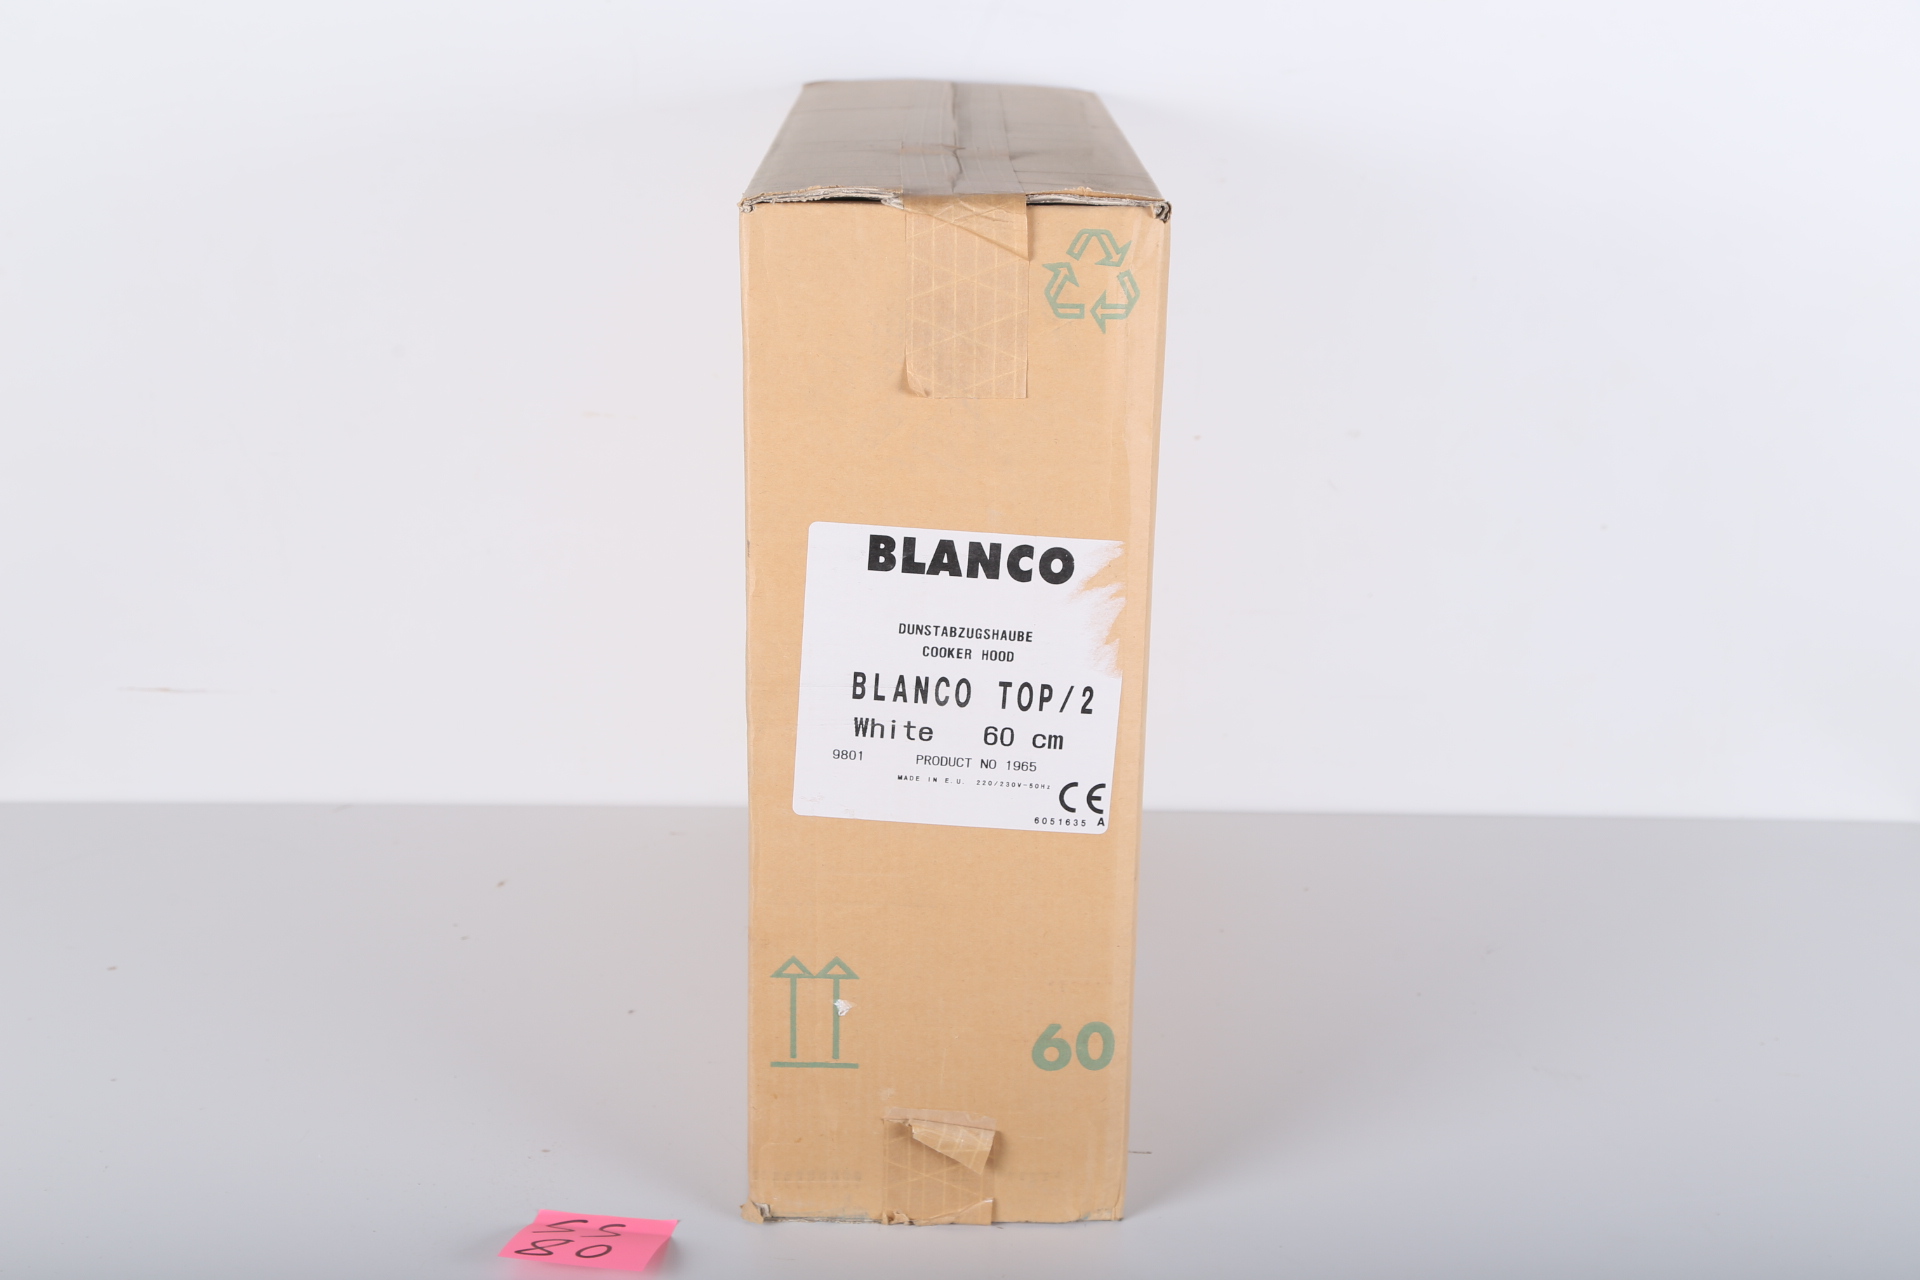 BLANCO
DUNSTABZUGSHAUBE
COOKER HOOD
BLANCO TOP/2
White 60 cm
9801 PRODUCT NO 1965
MADE IN E.U. 220/230V-50Hz
CE
6051635 A
60